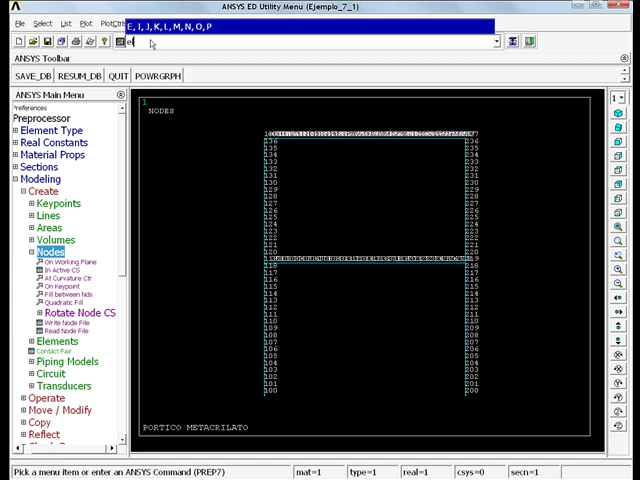 ANSYS ED Utility Menu (Ejemplo_7_1)
File Select List Plot PlotCtrls
E, I, J, K, L, M, N, O, P
el
ANSYS Toolbar
SAVE_DB RESUM_DB QUIT POWRGRPH
ANSYS Main Menu
Preferences
Preprocessor
Element Type
Real Constants
Material Props
Sections
Modeling
Create
Keypoints
Lines
Areas
Volumes
Nodes
On Working Plane
In Active CS
At Curvature Ctr
On Keypoint
Fill between Nds
Quadratic Fill
Rotate Node CS
Write Node File
Read Node File
Elements
Contact Pair
Piping Models
Circuit
Transducers
Operate
Move / Modify
Copy
Reflect
1
NODES
136 236
135 235
134 234
133 233
132 232
131 231
130 230
129 229
128 228
127 227
126 226
125 225
124 224
123 223
122 222
121 221
120 220
118 218
117 217
116 216
115 215
114 214
113 213
112 212
111 211
110 210
109 209
108 208
107 207
106 206
105 205
104 204
103 203
102 202
101 201
100 200
PORTICO METACRILATO
1
Pick a menu item or enter an ANSYS Command (PREP7) mat=1 type=1 real=1 csys=0 secn=1